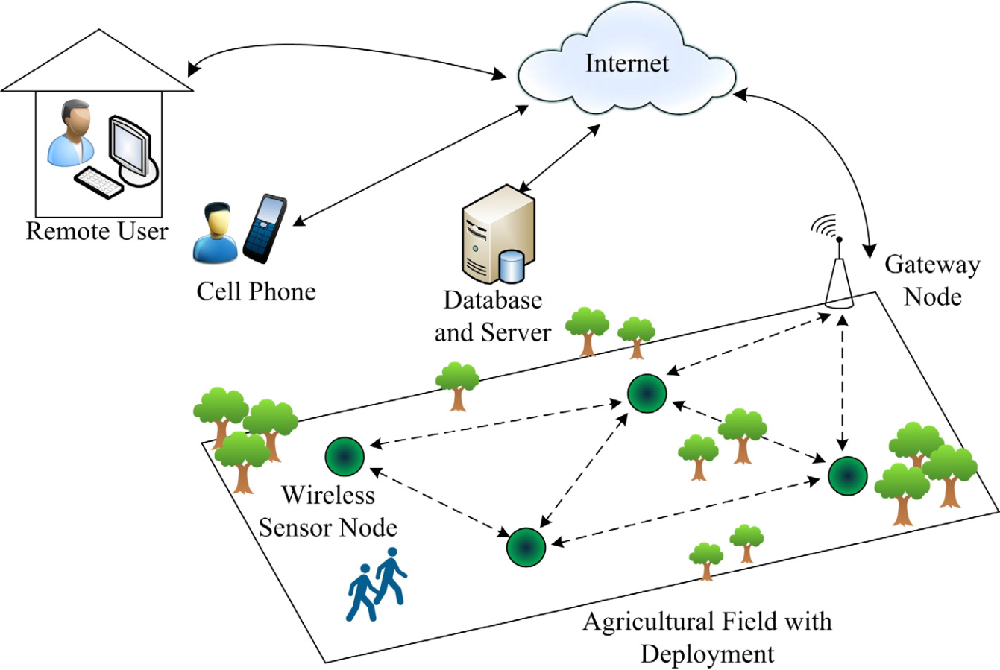 Internet
Remote User
Cell Phone
Database
and Server
Gateway
Node
Wireless
Sensor Node
Agricultural Field with
Deployment